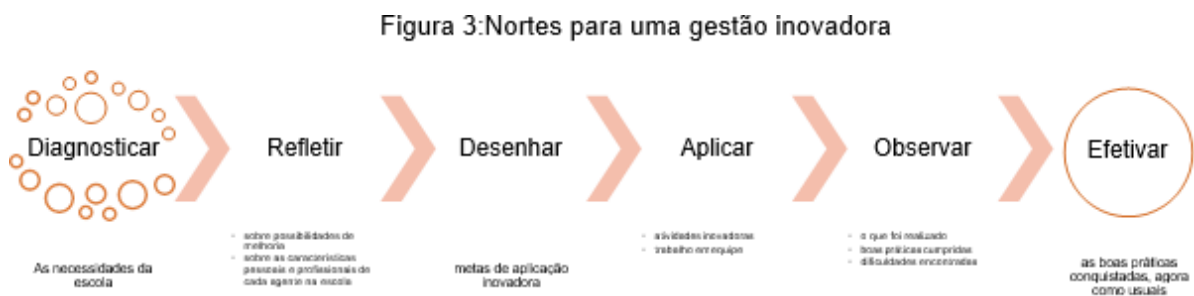 Figura 3:Nortes para uma gestão inovadora
Diagnosticar
Refletir
Desenhar
Aplicar
Observar
Efetivar
As necessidades da
escola
- sobre possibilidades de
melhoria
- sobre as características
pessoais e profissionais de
cada agente na escola
metas de aplicação
inovadora
- atividades inovadoras
- trabalho em equipe
- o que foi realizado
- boas práticas cumpridas
- dificuldades encontradas
as boas práticas
conquistadas, agora
como usuais